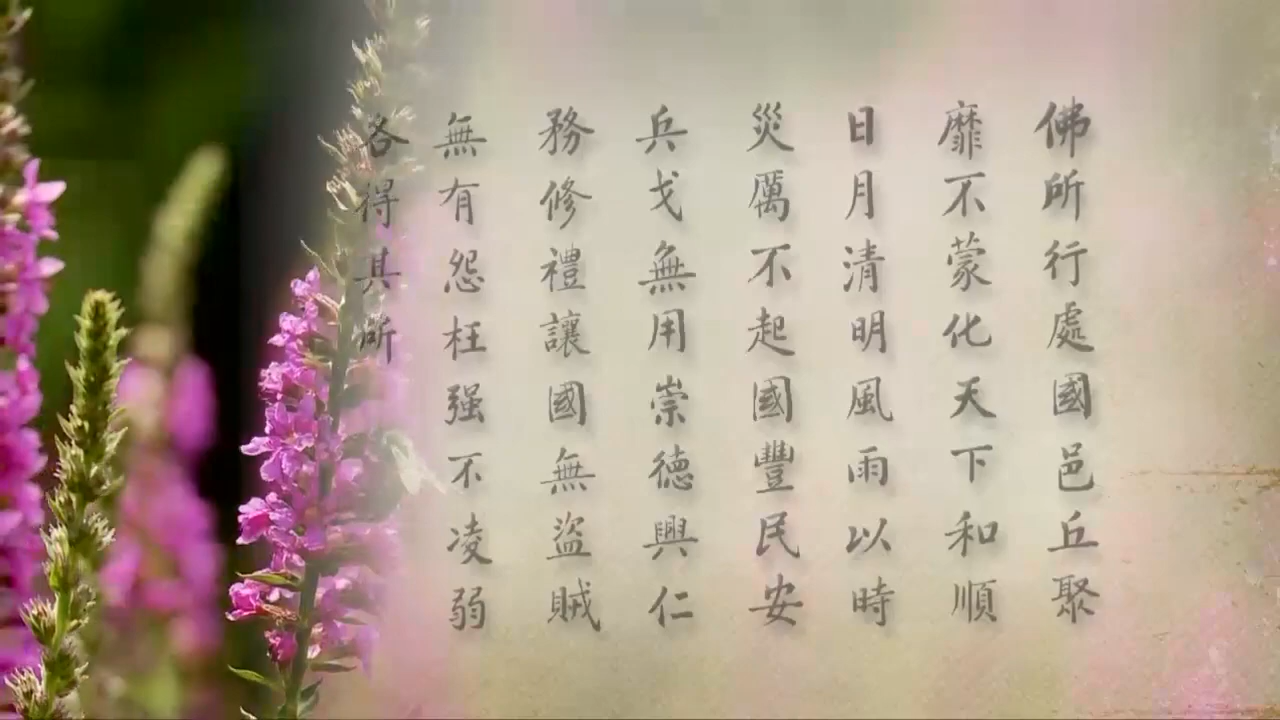 佛所行處國邑丘聚
靡不蒙化天下和順
日月清明風雨以時
災厲不起國豐民安
兵戈無用崇德興仁
務修禮讓國無盜賊
無有怨枉强不凌弱
各得其所